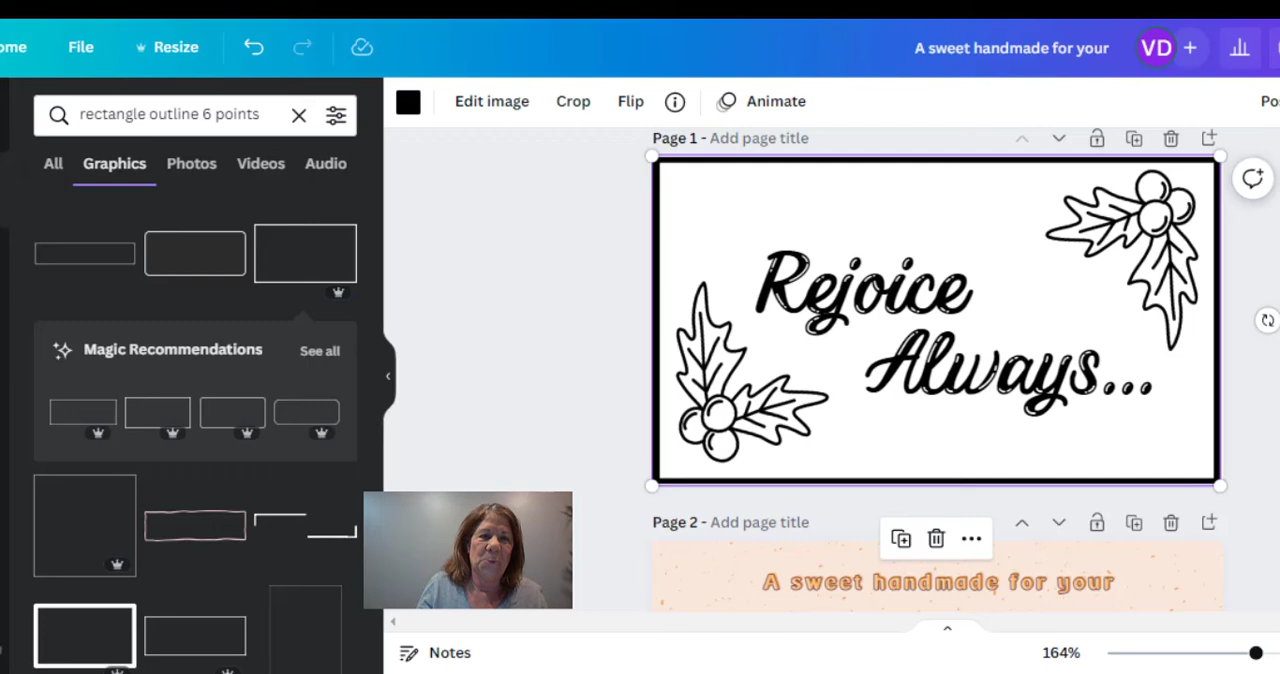 ome File Resize A sweet handmade for your VD +
rectangle outline 6 points
Edit image Crop Flip Animate Po
All Graphics Photos Videos Audio
Page 1 - Add page title
Rejoice
Always...
Magic Recommendations See all
Page 2 - Add page title
A sweet handmade for your
Notes 164%